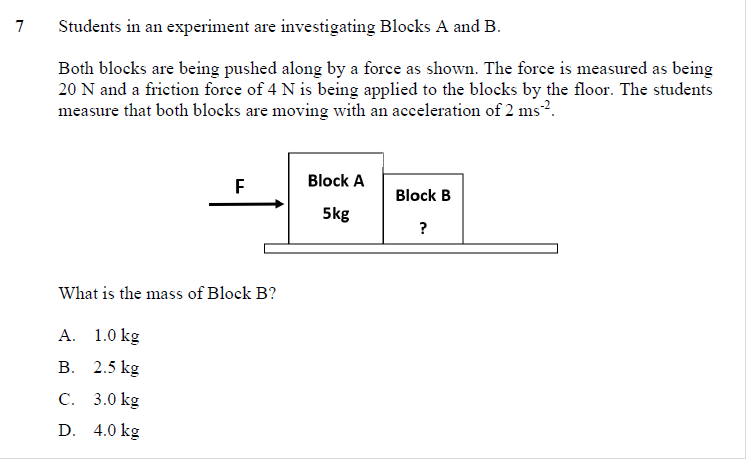 7 Students in an experiment are investigating Blocks A and B.
Both blocks are being pushed along by a force as shown. The force is measured as being
20 N and a friction force of 4 N is being applied to the blocks by the floor. The students
measure that both blocks are moving with an acceleration of 2 ms⁻².
F
Block A
5kg
Block B
?
What is the mass of Block B?
A. 1.0 kg
B. 2.5 kg
C. 3.0 kg
D. 4.0 kg